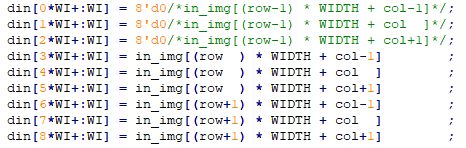 din[0*WI+:WI] = 8'd0/*in_img[(row-1) * WIDTH + col-1]*/;
din[1*WI+:WI] = 8'd0/*in_img[(row-1) * WIDTH + col  ]*/;
din[2*WI+:WI] = 8'd0/*in_img[(row-1) * WIDTH + col+1]*/;
din[3*WI+:WI] = in_img[(row  ) * WIDTH + col-1]        ;
din[4*WI+:WI] = in_img[(row  ) * WIDTH + col  ]        ;
din[5*WI+:WI] = in_img[(row  ) * WIDTH + col+1]        ;
din[6*WI+:WI] = in_img[(row+1) * WIDTH + col-1]        ;
din[7*WI+:WI] = in_img[(row+1) * WIDTH + col  ]        ;
din[8*WI+:WI] = in_img[(row+1) * WIDTH + col+1]        ;